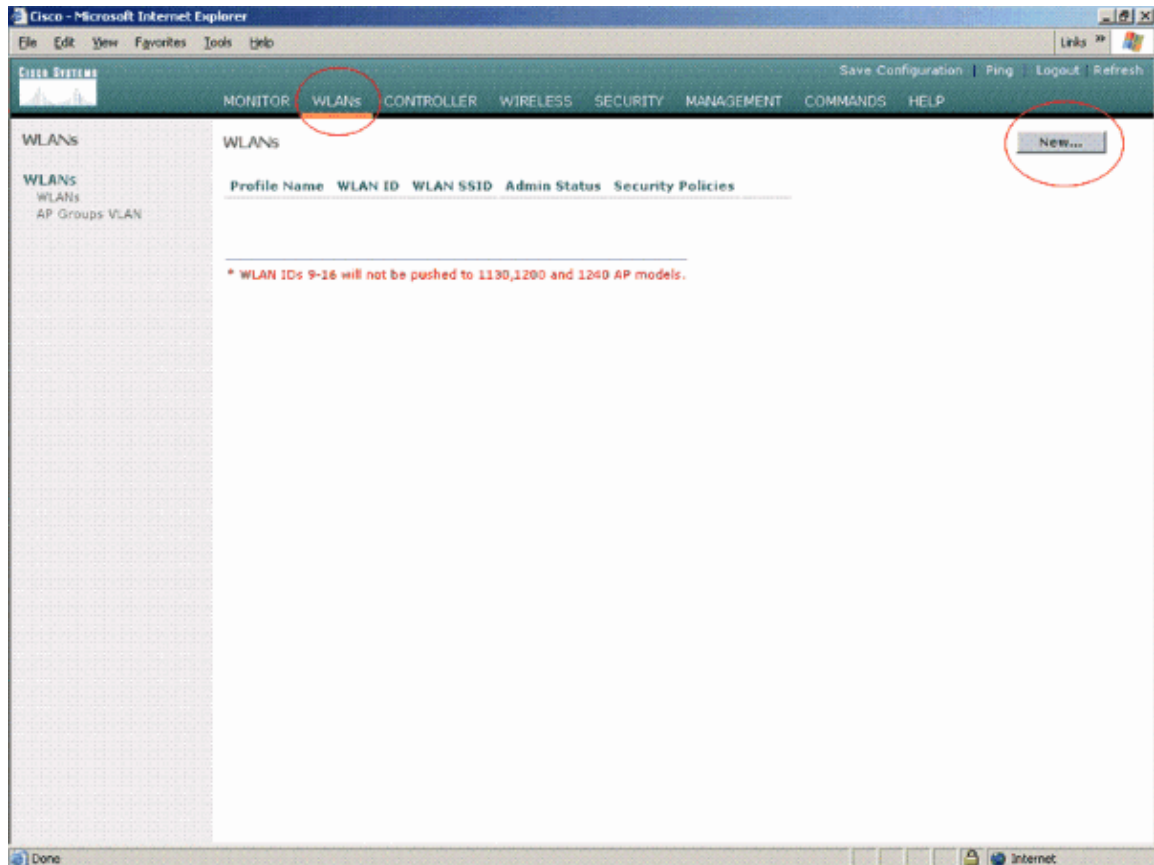 Cisco - Microsoft Internet Explorer
File Edit View Favorites Tools Help Links »
CISCO SYSTEMS
Save Configuration | Ping | Logout | Refresh
MONITOR WLANs CONTROLLER WIRELESS SECURITY MANAGEMENT COMMANDS HELP
WLANs
WLANs
WLANs
AP Groups VLAN
WLANs
New...
Profile Name WLAN ID WLAN SSID Admin Status Security Policies
* WLAN IDs 9-16 will not be pushed to 1130,1200 and 1240 AP models.
Done Internet